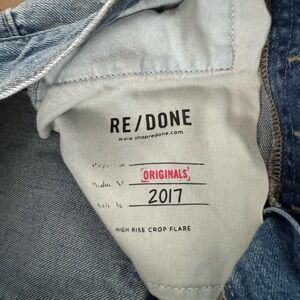 RE/DONE
www.shopredone.com
ORIGINALS
2017
HIGH RISE CROP FLARE